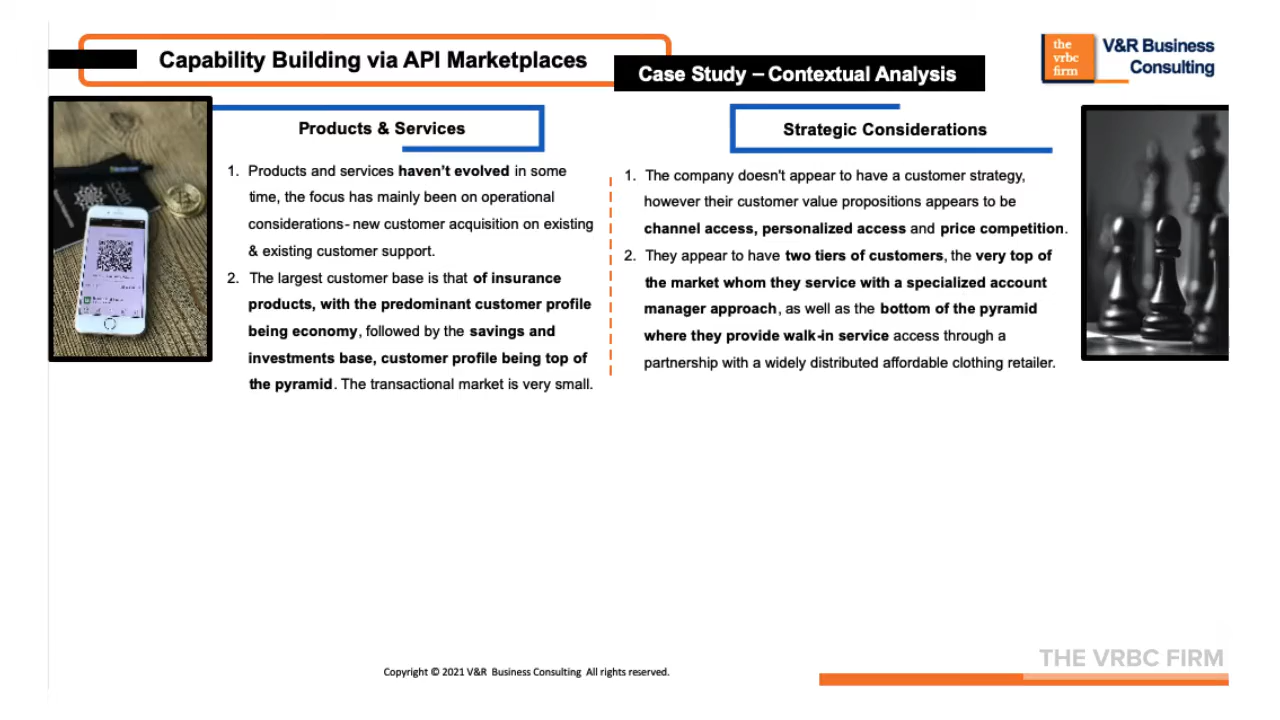 Capability Building via API Marketplaces
Case Study – Contextual Analysis
the
vrbc
firm
V&R Business
Consulting
Products & Services
1. Products and services haven’t evolved in some
time, the focus has mainly been on operational
considerations- new customer acquisition on existing
& existing customer support.
2. The largest customer base is that of insurance
products, with the predominant customer profile
being economy, followed by the savings and
investments base, customer profile being top of
the pyramid. The transactional market is very small.
Strategic Considerations
1. The company doesn't appear to have a customer strategy,
however their customer value propositions appears to be
channel access, personalized access and price competition.
2. They appear to have two tiers of customers, the very top of
the market whom they service with a specialized account
manager approach, as well as the bottom of the pyramid
where they provide walk-in service access through a
partnership with a widely distributed affordable clothing retailer.
Copyright © 2021 V&R Business Consulting All rights reserved.
THE VRBC FIRM